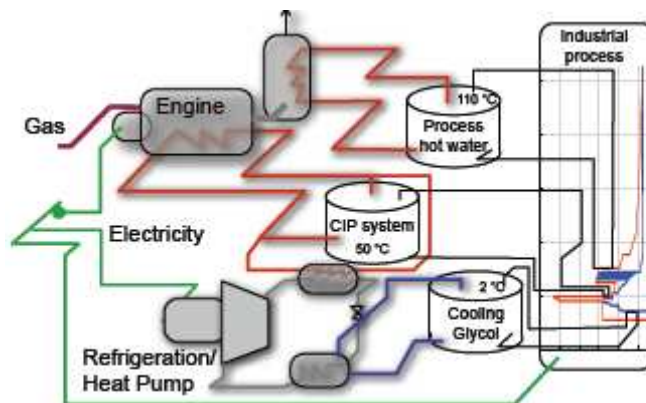 Industrial
process
Engine
110 °C
Process
hot water
Gas
CIP system
50 °C
Electricity
2 °C
Cooling
Glycol
Refrigeration/
Heat Pump